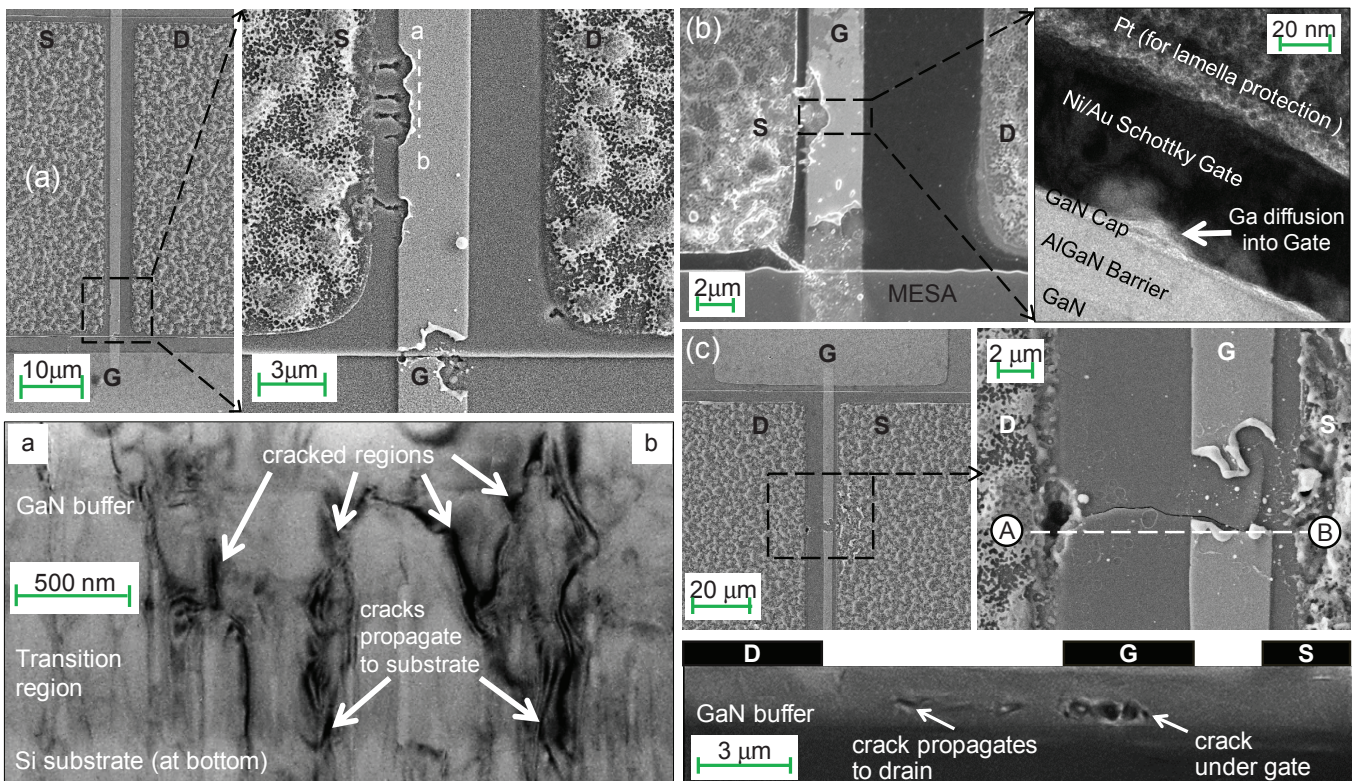 S
D
(a)
10μm
G
S
a
D
b
3μm
G
a
b
cracked regions
GaN buffer
500 nm
cracks
propagate
to substrate
Transition
region
Si substrate (at bottom)
(b)
G
S
D
2μm
MESA
20 nm
Pt (for lamella protection )
Ni/Au Schottky Gate
GaN Cap
Ga diffusion
into Gate
AlGaN Barrier
GaN
(c)
G
D
S
20 μm
2 μm
G
D
S
A
B
D
G
S
GaN buffer
crack propagates
to drain
crack
under gate
3 μm